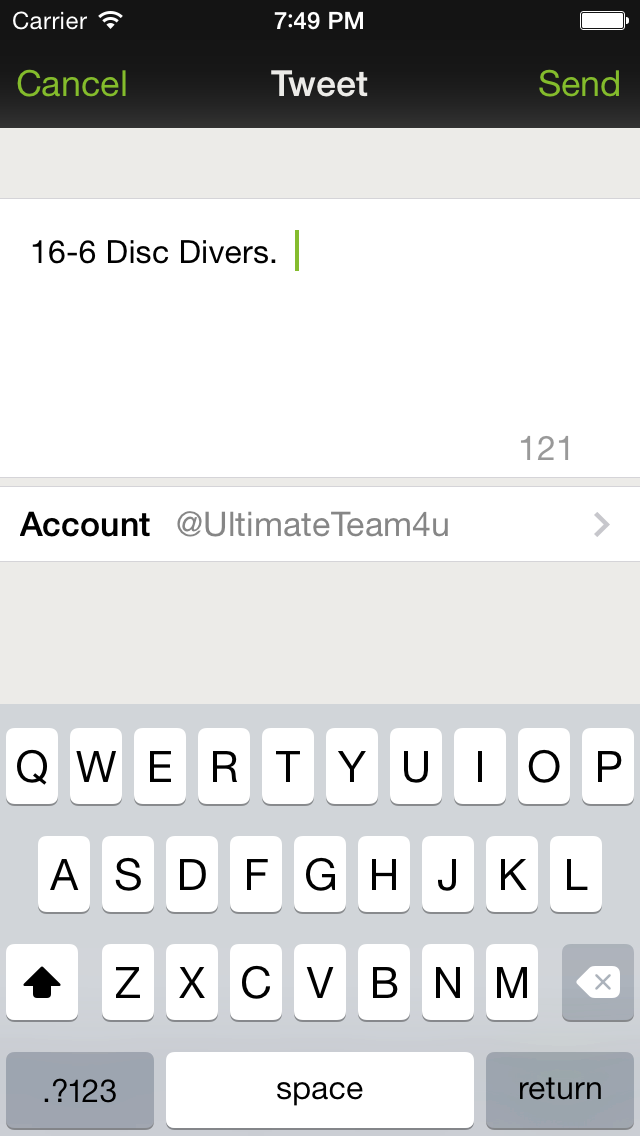 Carrier 7:49 PM
Cancel Tweet Send
16-6 Disc Divers.
121
Account @UltimateTeam4u
Q W E R T Y U I O P
A S D F G H J K L
Z X C V B N M
.?123 space return